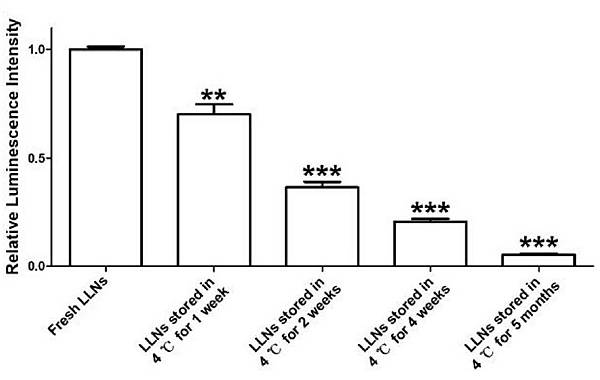 Relative Luminescence Intensity
1.0
0.5
0.0
**
***
***
***
Fresh LLNs
LLNs stored in
4 ℃ for 1 week
LLNs stored in
4 ℃ for 2 weeks
LLNs stored in
4 ℃ for 4 weeks
LLNs stored in
4 ℃ for 5 months